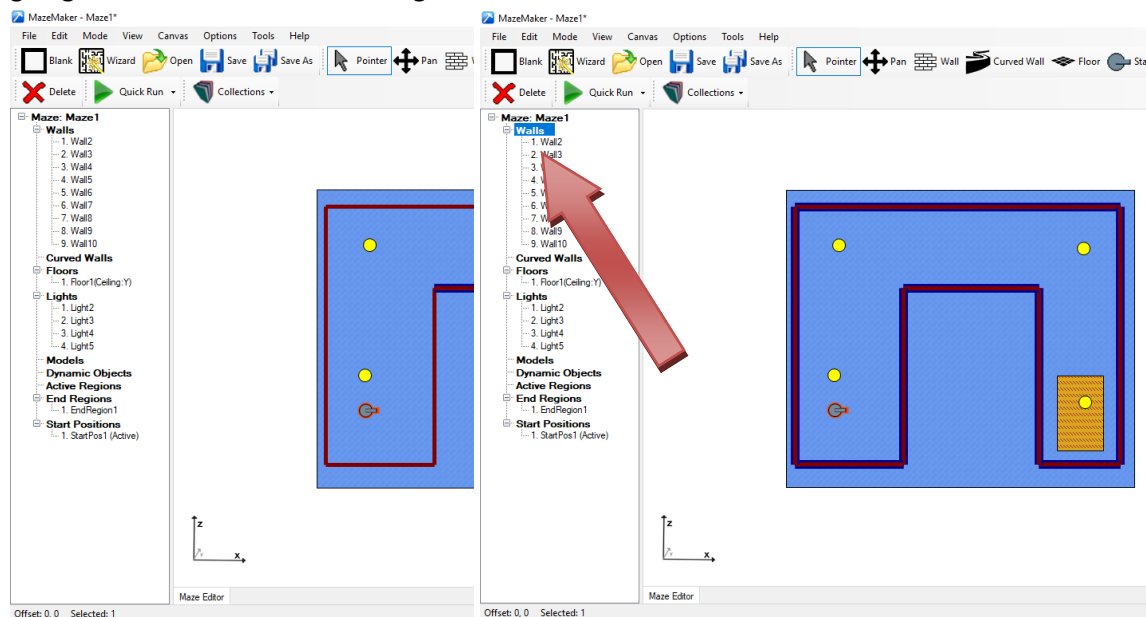 MazeMaker - Maze1*
File Edit Mode View Canvas Options Tools Help
Blank Wizard Open Save Save As Pointer Pan
Delete Quick Run Collections
Maze: Maze1
Walls
1. Wall2
2. Wall3
3. Wall4
4. Wall5
5. Wall6
6. Wall7
7. Wall8
8. Wall9
9. Wall10
Curved Walls
Floors
1. Floor1(Ceiling:Y)
Lights
1. Light2
2. Light3
3. Light4
4. Light5
Models
Dynamic Objects
Active Regions
End Regions
1. EndRegion1
Start Positions
1. StartPos1 (Active)
z
x
Maze Editor
Offset: 0, 0 Selected: 1
MazeMaker - Maze1*
File Edit Mode View Canvas Options Tools Help
Blank Wizard Open Save Save As Pointer Pan Wall Curved Wall Floor Sta
Delete Quick Run Collections
Maze: Maze1
Walls
1. Wall2
2. Wall3
3.
4.
5.
6.
7.
8. Wall9
9. Wall10
Curved Walls
Floors
1. Floor1(Ceiling:Y)
Lights
1. Light2
2. Light3
3. Light4
4. Light5
Models
Dynamic Objects
Active Regions
End Regions
1. EndRegion1
Start Positions
1. StartPos1 (Active)
z
x
Maze Editor
Offset: 0, 0 Selected: 1